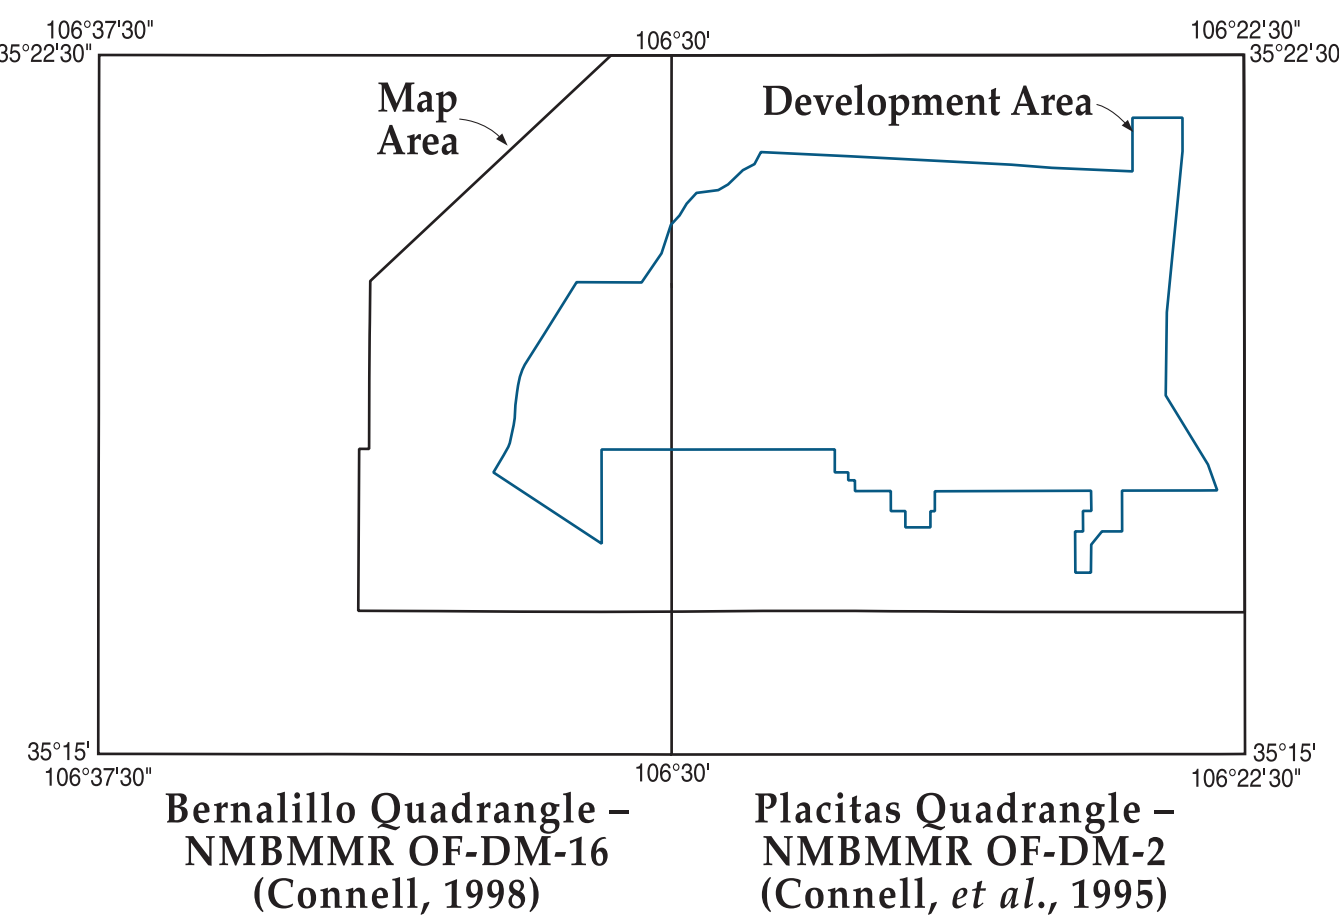 106°37'30"
106°30'
106°22'30"
35°22'30"
35°22'30
Map
Area
Development Area
35°15'
35°15'
106°37'30"
106°30'
106°22'30"
Bernalillo Quadrangle –
NMBMMR OF-DM-16
(Connell, 1998)
Placitas Quadrangle –
NMBMMR OF-DM-2
(Connell, et al., 1995)